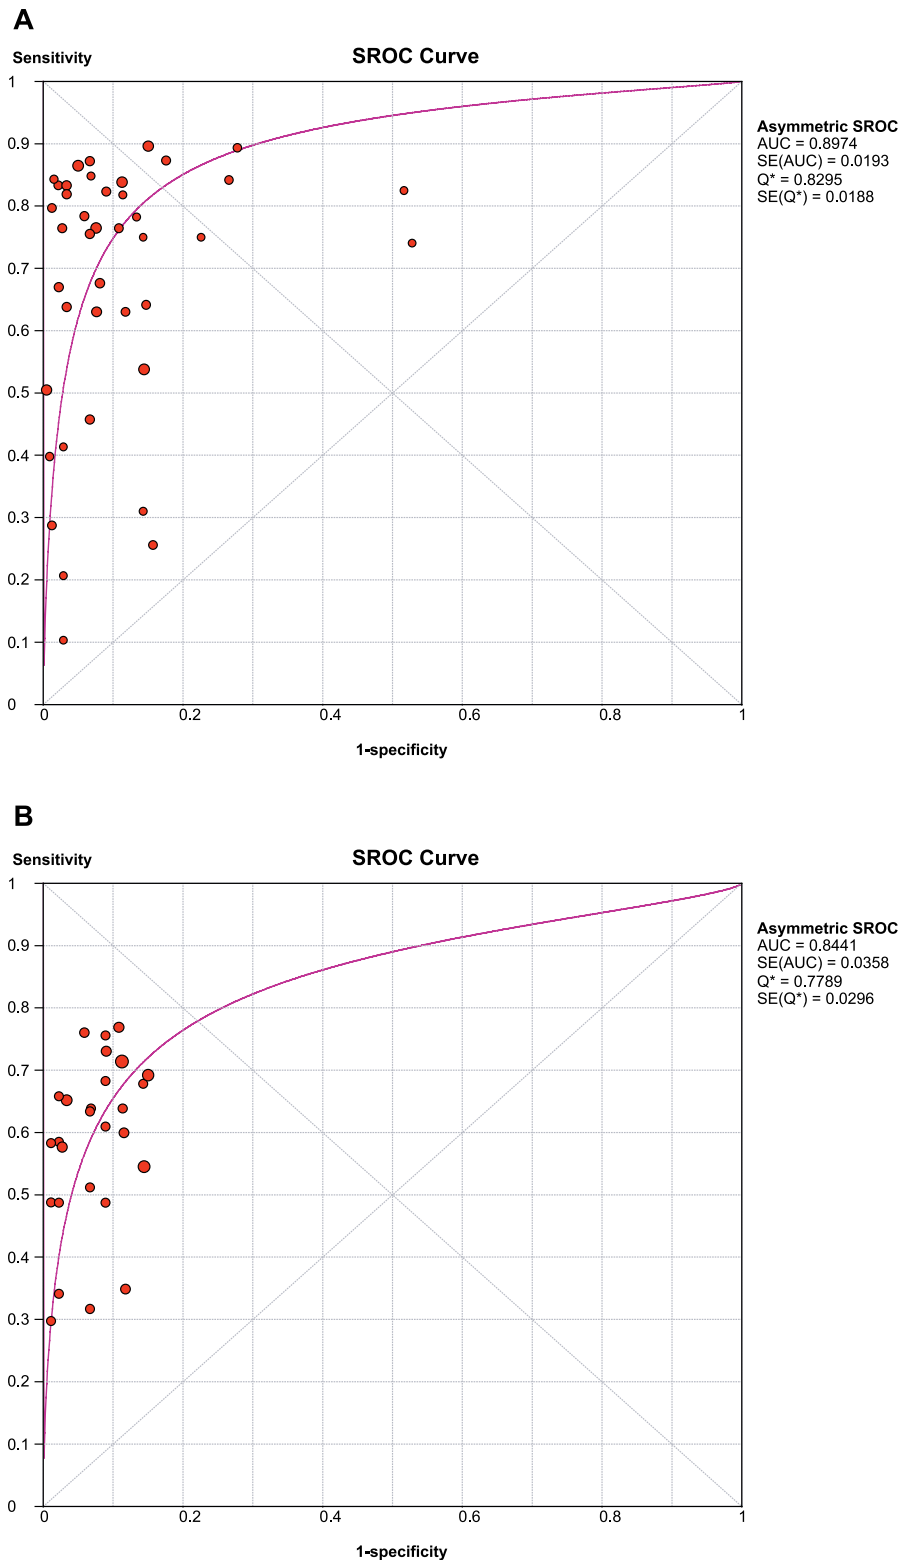 A
Sensitivity
SROC Curve
1
0.9
0.8
0.7
0.6
0.5
0.4
0.3
0.2
0.1
0
0 0.2 0.4 0.6 0.8 1
1-specificity
Asymmetric SROC
AUC = 0.8974
SE(AUC) = 0.0193
Q* = 0.8295
SE(Q*) = 0.0188
B
Sensitivity
SROC Curve
1
0.9
0.8
0.7
0.6
0.5
0.4
0.3
0.2
0.1
0
0 0.2 0.4 0.6 0.8 1
1-specificity
Asymmetric SROC
AUC = 0.8441
SE(AUC) = 0.0358
Q* = 0.7789
SE(Q*) = 0.0296